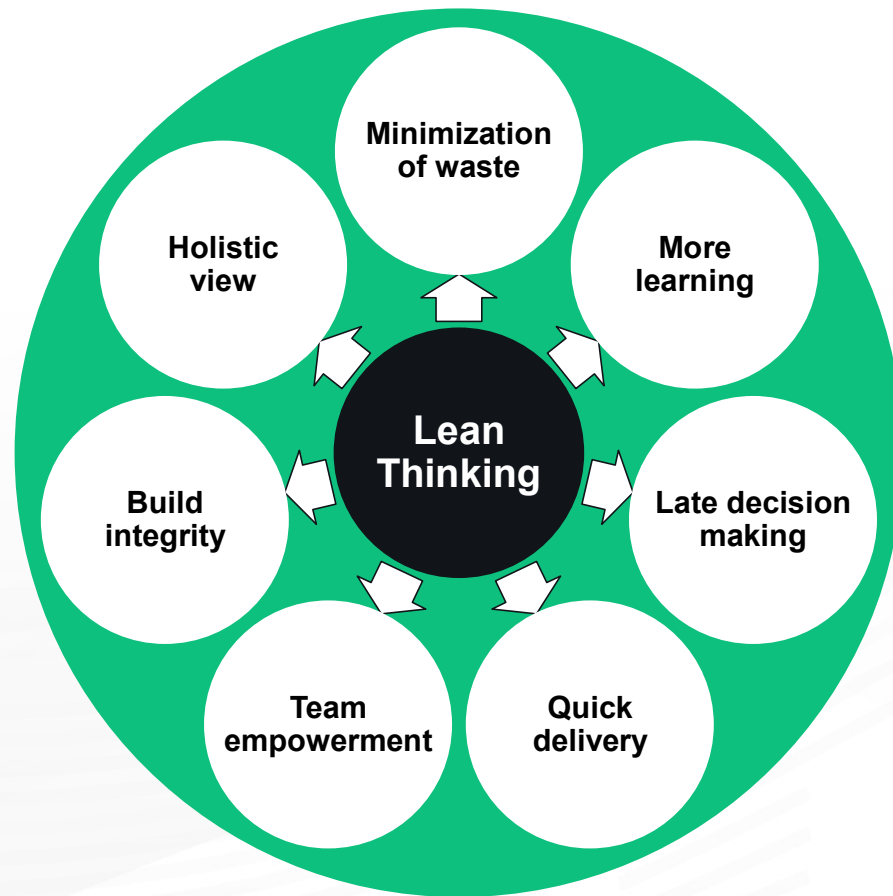 Minimization
of waste
More
learning
Late decision
making
Quick
delivery
Team
empowerment
Build
integrity
Holistic
view
Lean
Thinking